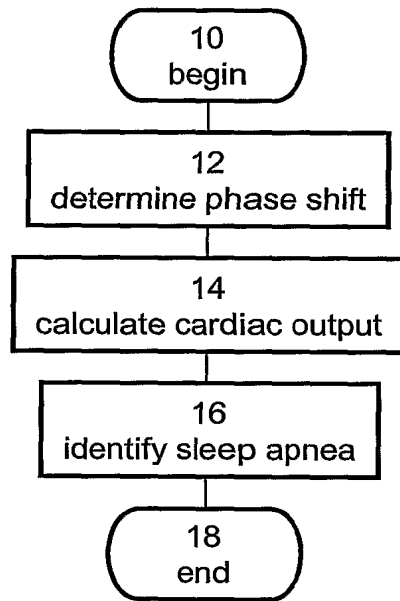 10
begin
12
determine phase shift
14
calculate cardiac output
16
identify sleep apnea
18
end